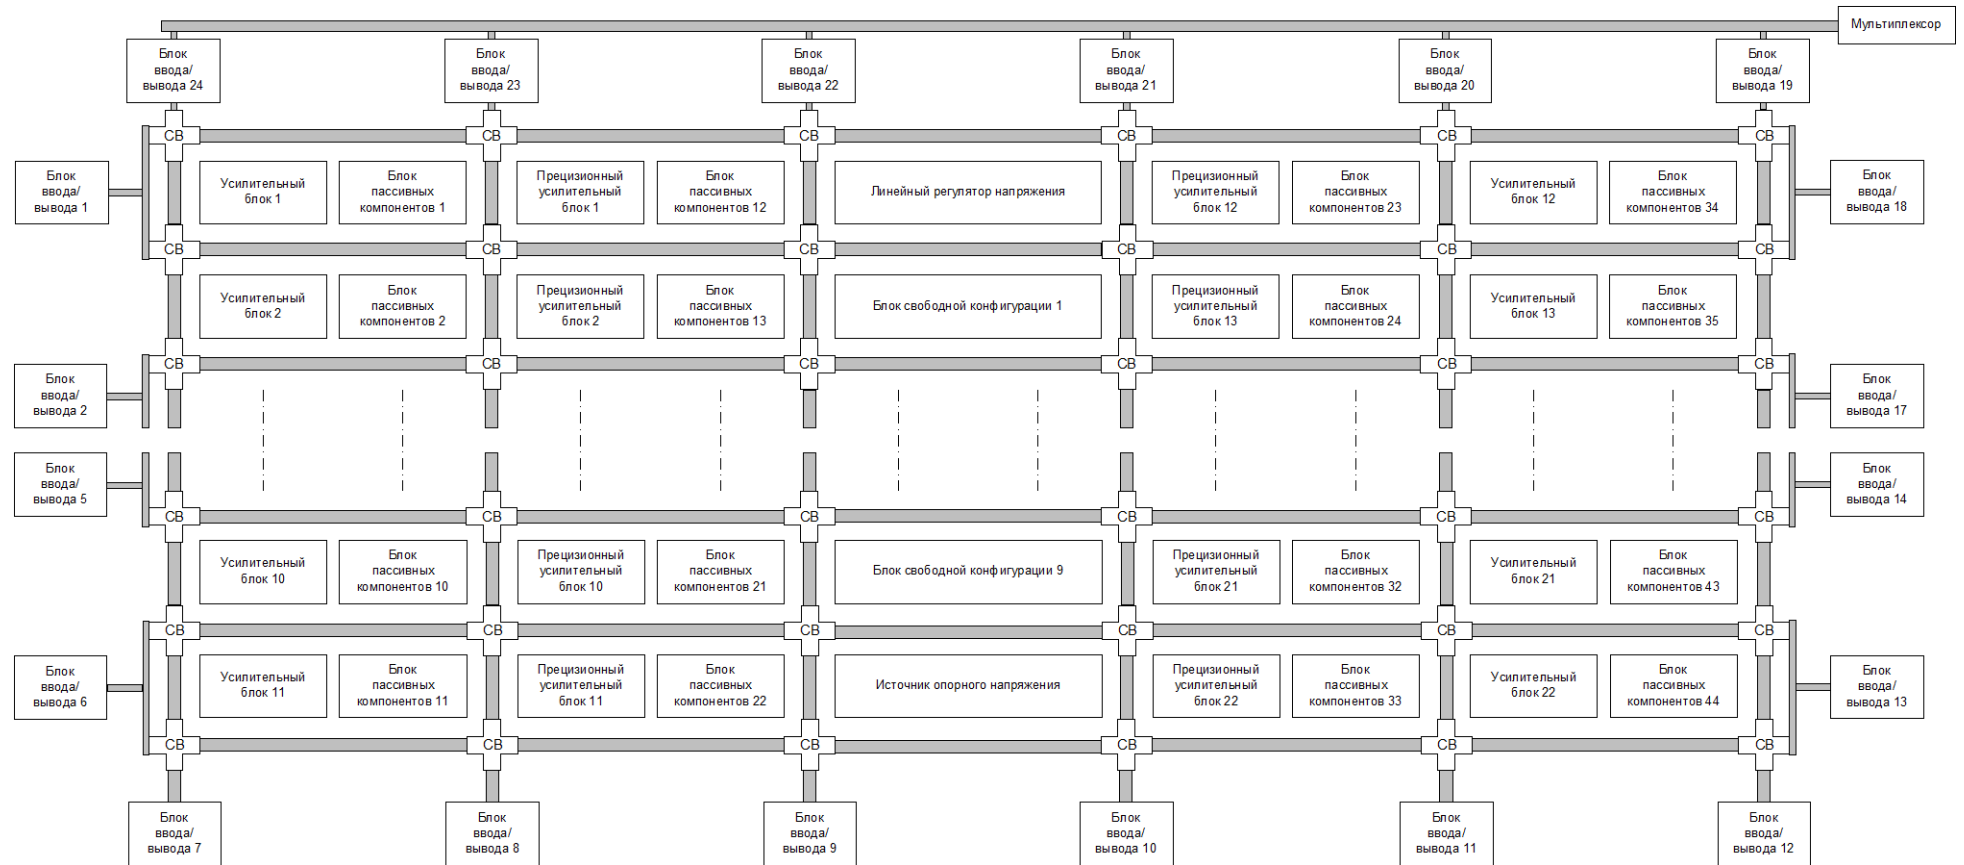 Мультиплексор
Блок
ввода/
вывода 24
Блок
ввода/
вывода 23
Блок
ввода/
вывода 22
Блок
ввода/
вывода 21
Блок
ввода/
вывода 20
Блок
ввода/
вывода 19
СВ
СВ
СВ
СВ
СВ
СВ
Блок
ввода/
вывода 1
Усилительный
блок 1
Блок
пассивных
компонентов 1
Прецизионный
усилительный
блок 1
Блок
пассивных
компонентов 12
Линейный регулятор напряжения
Прецизионный
усилительный
блок 12
Блок
пассивных
компонентов 23
Усилительный
блок 12
Блок
пассивных
компонентов 34
Блок
ввода/
вывода 18
СВ
СВ
СВ
СВ
СВ
СВ
Усилительный
блок 2
Блок
пассивных
компонентов 2
Прецизионный
усилительный
блок 2
Блок
пассивных
компонентов 13
Блок свободной конфигурации 1
Прецизионный
усилительный
блок 13
Блок
пассивных
компонентов 24
Усилительный
блок 13
Блок
пассивных
компонентов 35
СВ
СВ
СВ
СВ
СВ
СВ
Блок
ввода/
вывода 2
Блок
ввода/
вывода 17
Блок
ввода/
вывода 5
Блок
ввода/
вывода 14
СВ
СВ
СВ
СВ
СВ
СВ
Усилительный
блок 10
Блок
пассивных
компонентов 10
Прецизионный
усилительный
блок 10
Блок
пассивных
компонентов 21
Блок свободной конфигурации 9
Прецизионный
усилительный
блок 21
Блок
пассивных
компонентов 32
Усилительный
блок 21
Блок
пассивных
компонентов 43
СВ
СВ
СВ
СВ
СВ
СВ
Блок
ввода/
вывода 6
Усилительный
блок 11
Блок
пассивных
компонентов 11
Прецизионный
усилительный
блок 11
Блок
пассивных
компонентов 22
Источник опорного напряжения
Прецизионный
усилительный
блок 22
Блок
пассивных
компонентов 33
Усилительный
блок 22
Блок
пассивных
компонентов 44
Блок
ввода/
вывода 13
СВ
СВ
СВ
СВ
СВ
СВ
Блок
ввода/
вывода 7
Блок
ввода/
вывода 8
Блок
ввода/
вывода 9
Блок
ввода/
вывода 10
Блок
ввода/
вывода 11
Блок
ввода/
вывода 12